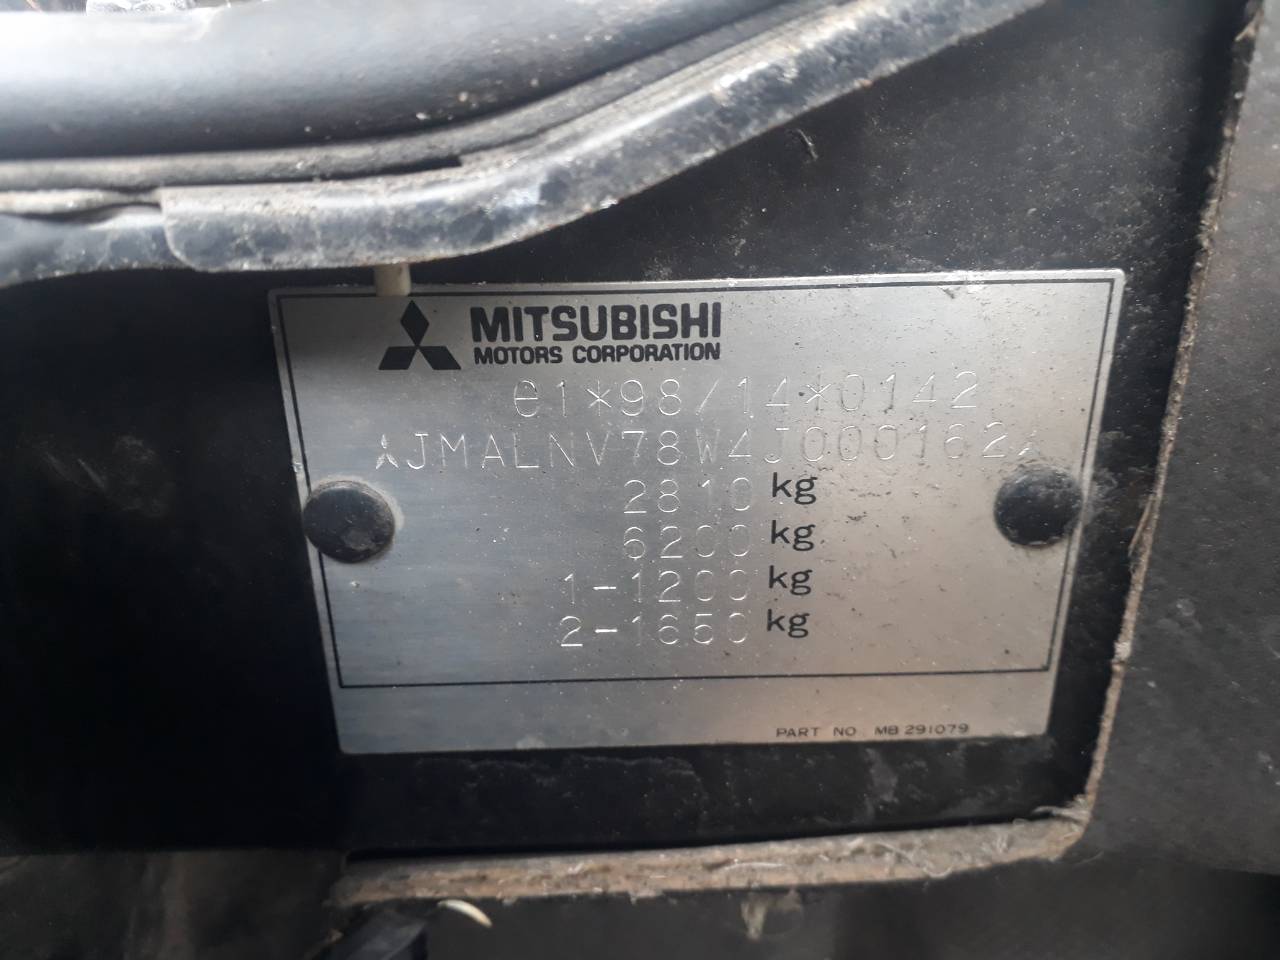 MITSUBISHI
MOTORS CORPORATION
e1*98/14*0142
JMALNV78W4J000162
2810 kg
6200 kg
1-1200 kg
2-1650 kg
PART NO MB 291079